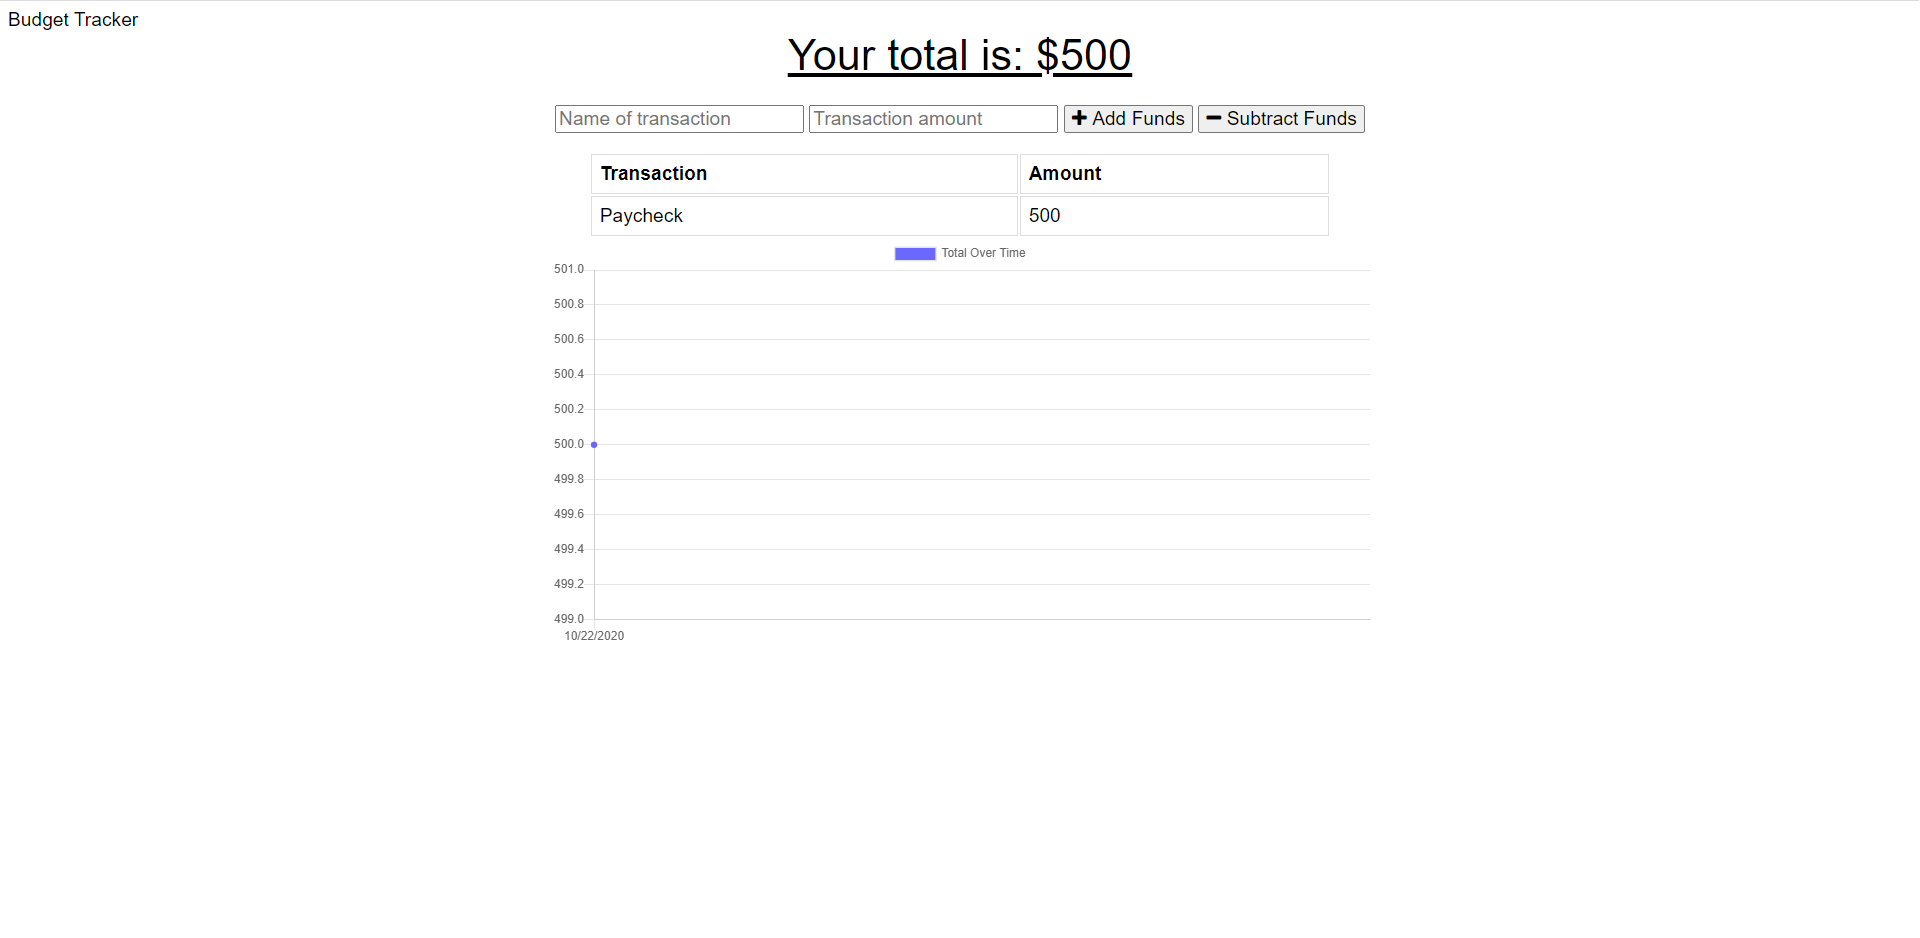 Budget Tracker
Your total is: $500
Name of transaction Transaction amount Add Funds Subtract Funds
Transaction Amount
Paycheck 500
Total Over Time
501.0
500.8
500.6
500.4
500.2
500.0
499.8
499.6
499.4
499.2
499.0
10/22/2020